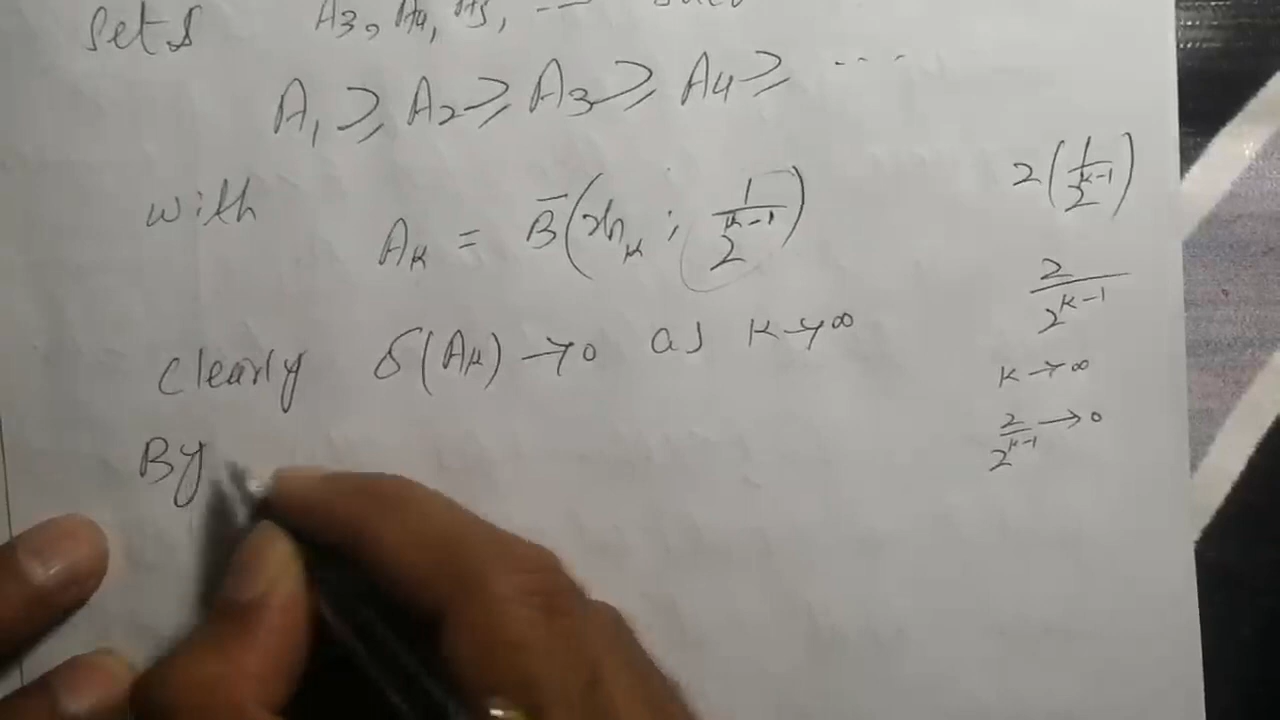 Sets A3, A4, A5, ... such
A1 ⩾ A2 ⩾ A3 ⩾ A4 ⩾ ...
with Aₖ = B̄(xₙₖ ; 1/2^(k-1))
2(1/2^(k-1))
2/2^(k-1)
Clearly δ(Aₖ) → 0 as k → ∞
k → ∞
2/2^(k-1) → 0
By